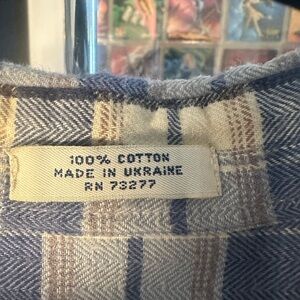 100% COTTON
MADE IN UKRAINE
RN 73277